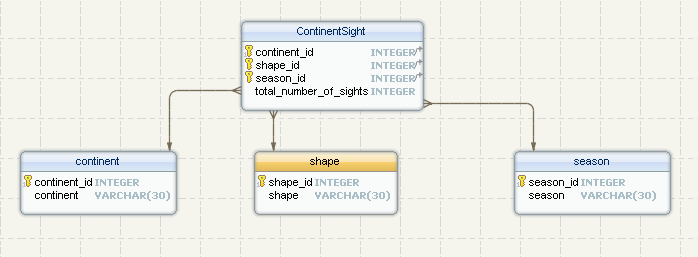 ContinentSight
continent_id INTEGER
shape_id INTEGER
season_id INTEGER
total_number_of_sights INTEGER
continent
continent_id INTEGER
continent VARCHAR(30)
shape
shape_id INTEGER
shape VARCHAR(30)
season
season_id INTEGER
season VARCHAR(30)